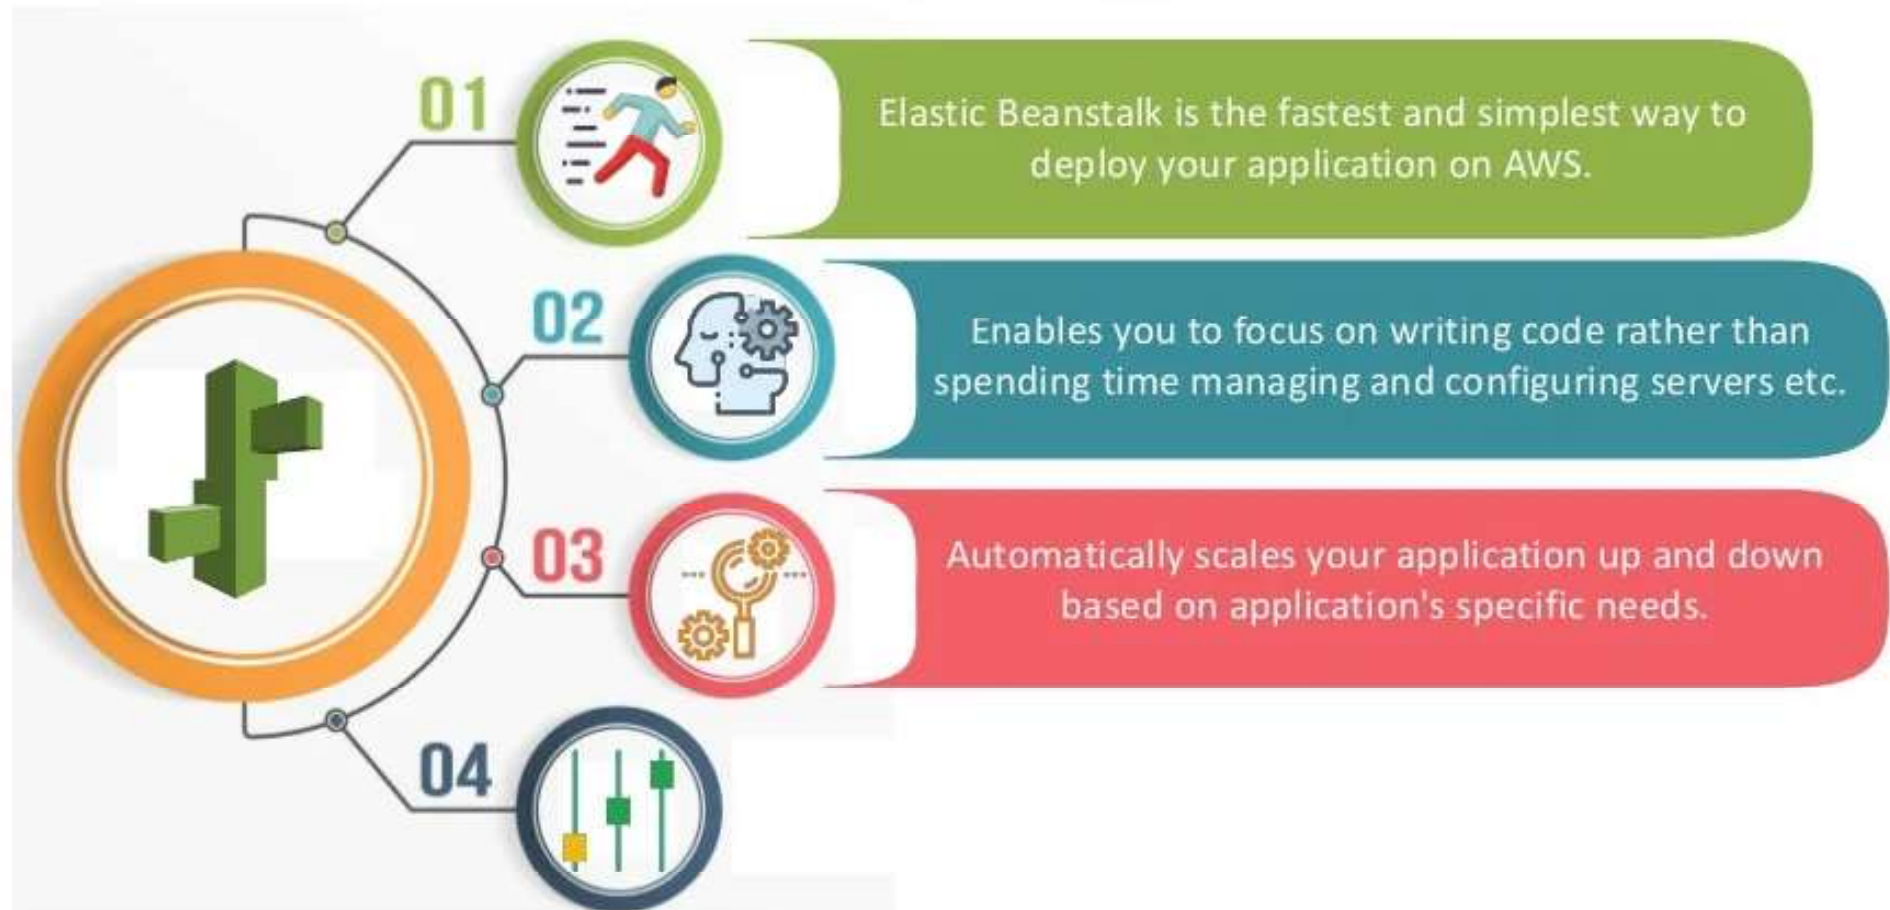 01
Elastic Beanstalk is the fastest and simplest way to
deploy your application on AWS.
02
Enables you to focus on writing code rather than
spending time managing and configuring servers etc.
03
Automatically scales your application up and down
based on application's specific needs.
04